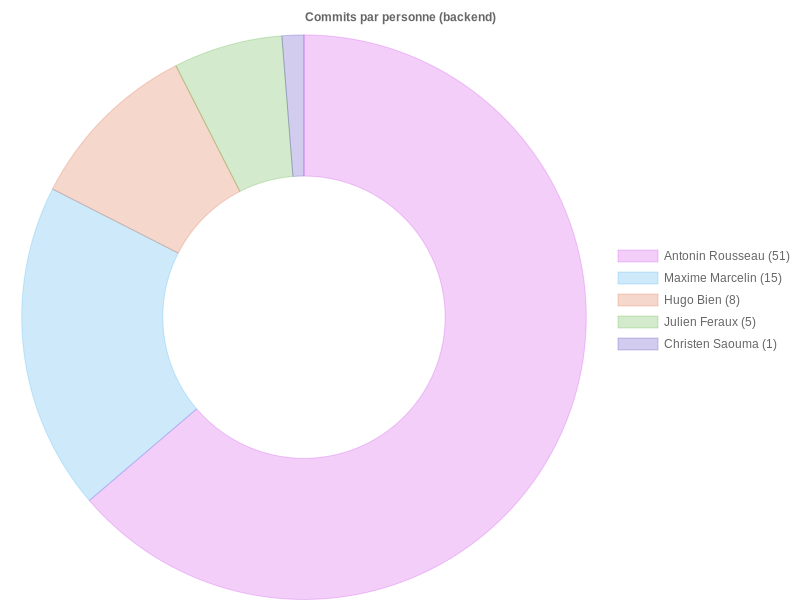 Commits par personne (backend)
Antonin Rousseau (51)
Maxime Marcelin (15)
Hugo Bien (8)
Julien Feraux (5)
Christen Saouma (1)